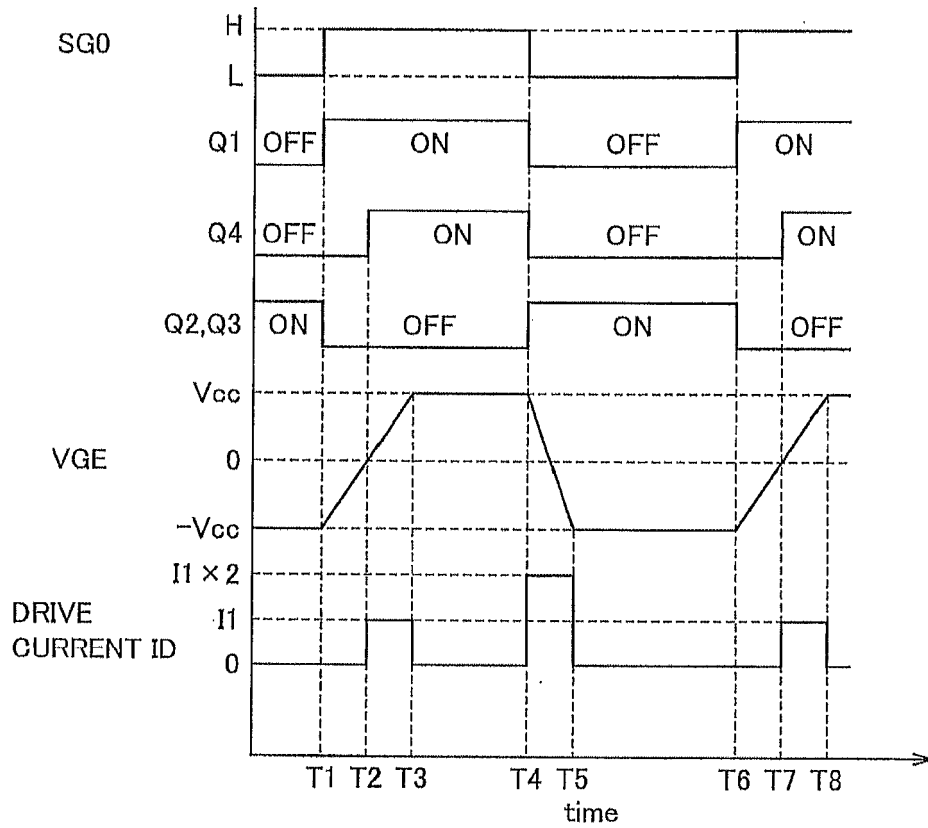 H
SG0
L
Q1 OFF ON OFF ON
Q4 OFF ON OFF ON
Q2,Q3 ON OFF ON OFF
Vcc
VGE 0
-Vcc
I1 × 2
DRIVE
I1
CURRENT ID
0
T1 T2 T3 T4 T5 T6 T7 T8
time